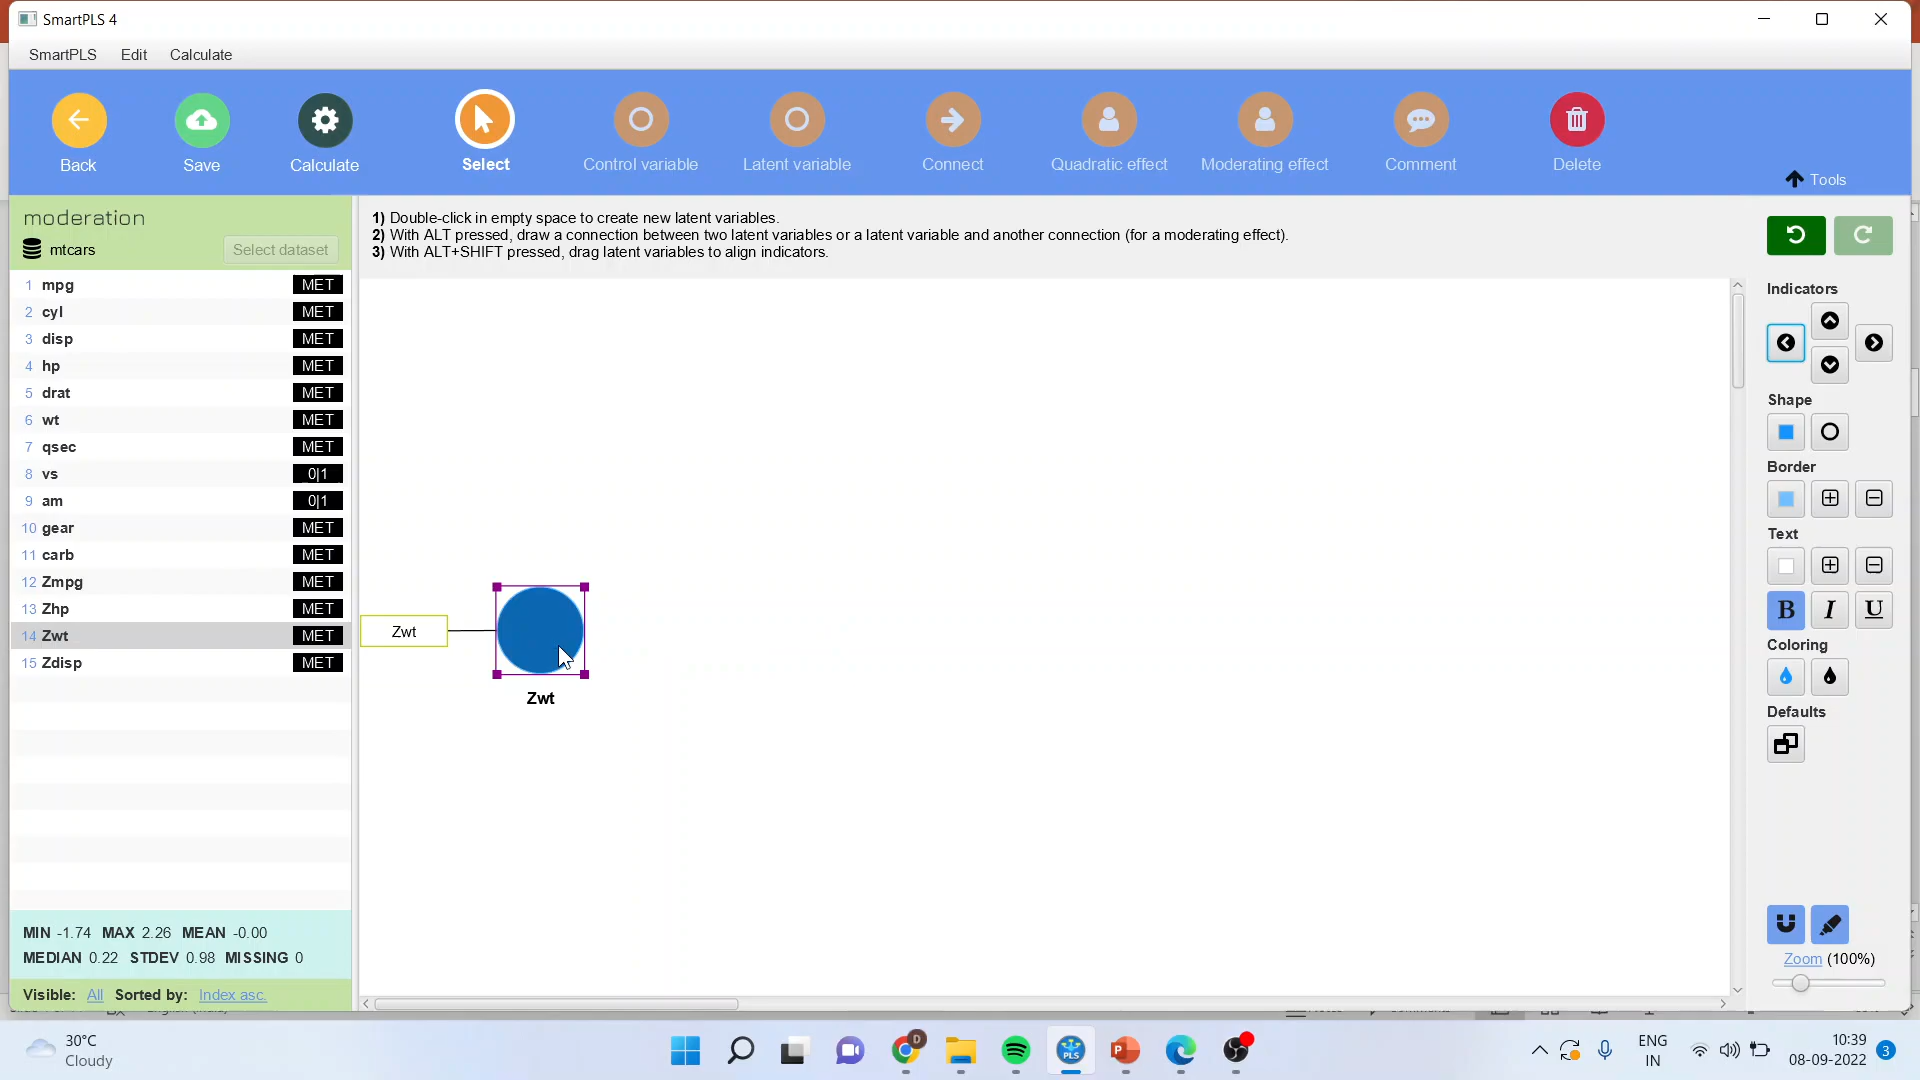 SmartPLS 4
SmartPLS Edit Calculate
Back Save Calculate Select Control variable Latent variable Connect Quadratic effect Moderating effect Comment Delete
Tools
moderation
mtcars Select dataset
1) Double-click in empty space to create new latent variables.
2) With ALT pressed, draw a connection between two latent variables or a latent variable and another connection (for a moderating effect).
3) With ALT+SHIFT pressed, drag latent variables to align indicators.
1 mpg MET
2 cyl MET
3 disp MET
4 hp MET
5 drat MET
6 wt MET
7 qsec MET
8 vs 0|1
9 am 0|1
10 gear MET
11 carb MET
12 Zmpg MET
13 Zhp MET
14 Zwt MET
15 Zdisp MET
MIN -1.74 MAX 2.26 MEAN -0.00
MEDIAN 0.22 STDEV 0.98 MISSING 0
Visible: All Sorted by: Index asc.
Zwt
Zwt
Indicators
Shape
Border
Text
B I U
Coloring
Defaults
Zoom (100%)
30°C
Cloudy
D
PLS
P
ENG
IN
10:39
08-09-2022
3